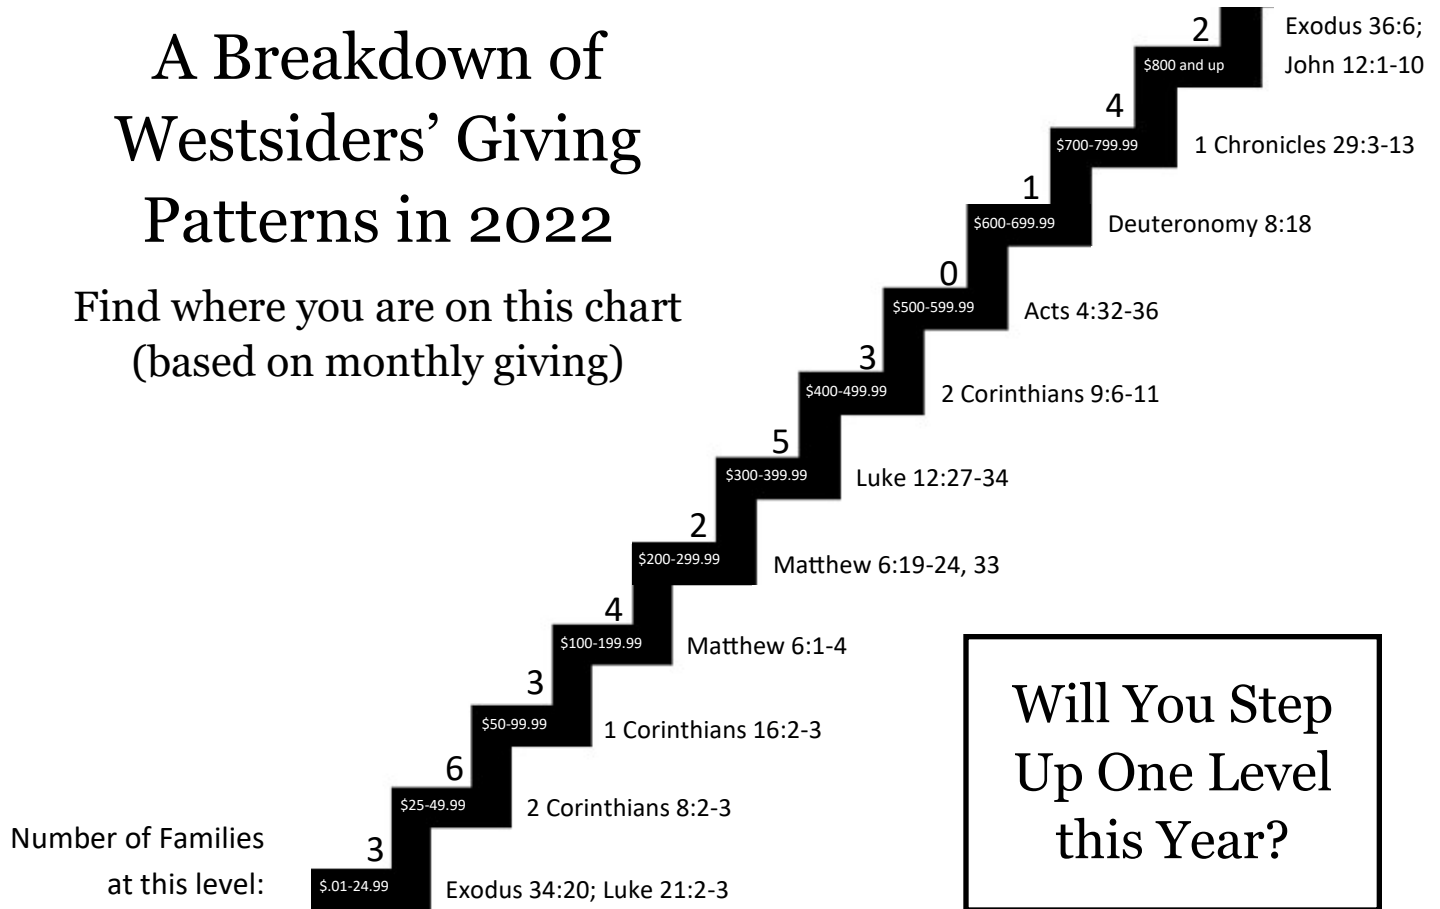 A Breakdown of
Westsiders’ Giving
Patterns in 2022
Find where you are on this chart
(based on monthly giving)
2
$800 and up
Exodus 36:6;
John 12:1-10
4
$700-799.99
1 Chronicles 29:3-13
1
$600-699.99
Deuteronomy 8:18
0
$500-599.99
Acts 4:32-36
3
$400-499.99
2 Corinthians 9:6-11
5
$300-399.99
Luke 12:27-34
2
$200-299.99
Matthew 6:19-24, 33
4
$100-199.99
Matthew 6:1-4
3
$50-99.99
1 Corinthians 16:2-3
6
$25-49.99
2 Corinthians 8:2-3
Number of Families
at this level:
3
$.01-24.99
Exodus 34:20; Luke 21:2-3
Will You Step
Up One Level
this Year?